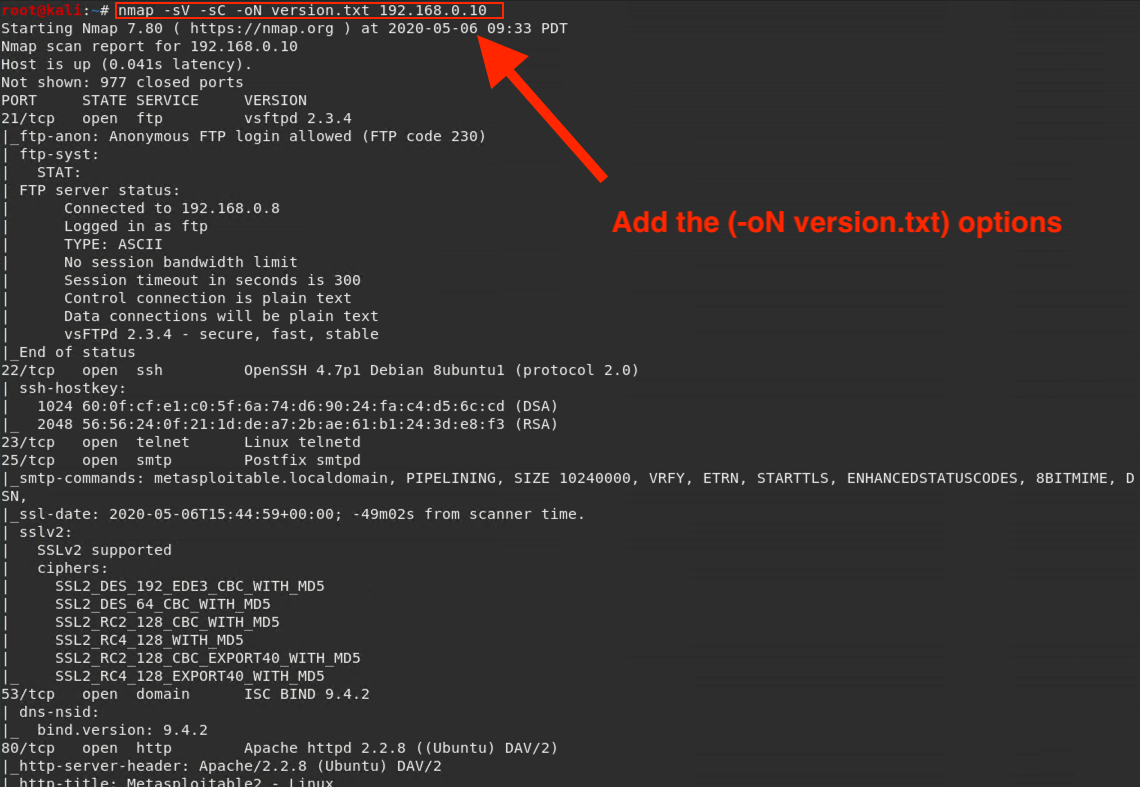 root@kali:~# nmap -sV -sC -oN version.txt 192.168.0.10
Starting Nmap 7.80 ( https://nmap.org ) at 2020-05-06 09:33 PDT
Nmap scan report for 192.168.0.10
Host is up (0.041s latency).
Not shown: 977 closed ports
PORT     STATE SERVICE     VERSION
21/tcp   open  ftp         vsftpd 2.3.4
|_ftp-anon: Anonymous FTP login allowed (FTP code 230)
| ftp-syst:
|   STAT:
| FTP server status:
|      Connected to 192.168.0.8
|      Logged in as ftp
|      TYPE: ASCII
|      No session bandwidth limit
|      Session timeout in seconds is 300
|      Control connection is plain text
|      Data connections will be plain text
|      vsFTPd 2.3.4 - secure, fast, stable
|_End of status
22/tcp   open  ssh         OpenSSH 4.7p1 Debian 8ubuntu1 (protocol 2.0)
| ssh-hostkey:
|   1024 60:0f:cf:e1:c0:5f:6a:74:d6:90:24:fa:c4:d5:6c:cd (DSA)
|_  2048 56:56:24:0f:21:1d:de:a7:2b:ae:61:b1:24:3d:e8:f3 (RSA)
23/tcp   open  telnet      Linux telnetd
25/tcp   open  smtp        Postfix smtpd
|_smtp-commands: metasploitable.localdomain, PIPELINING, SIZE 10240000, VRFY, ETRN, STARTTLS, ENHANCEDSTATUSCODES, 8BITMIME, D
SN,
|_ssl-date: 2020-05-06T15:44:59+00:00; -49m02s from scanner time.
| sslv2:
|   SSLv2 supported
|   ciphers:
|     SSL2_DES_192_EDE3_CBC_WITH_MD5
|     SSL2_DES_64_CBC_WITH_MD5
|     SSL2_RC2_128_CBC_WITH_MD5
|     SSL2_RC4_128_WITH_MD5
|     SSL2_RC2_128_CBC_EXPORT40_WITH_MD5
|_    SSL2_RC4_128_EXPORT40_WITH_MD5
53/tcp   open  domain      ISC BIND 9.4.2
| dns-nsid:
|_  bind.version: 9.4.2
80/tcp   open  http        Apache httpd 2.2.8 ((Ubuntu) DAV/2)
|_http-server-header: Apache/2.2.8 (Ubuntu) DAV/2
|_http-title: Metasploitable2 - Linux
Add the (-oN version.txt) options